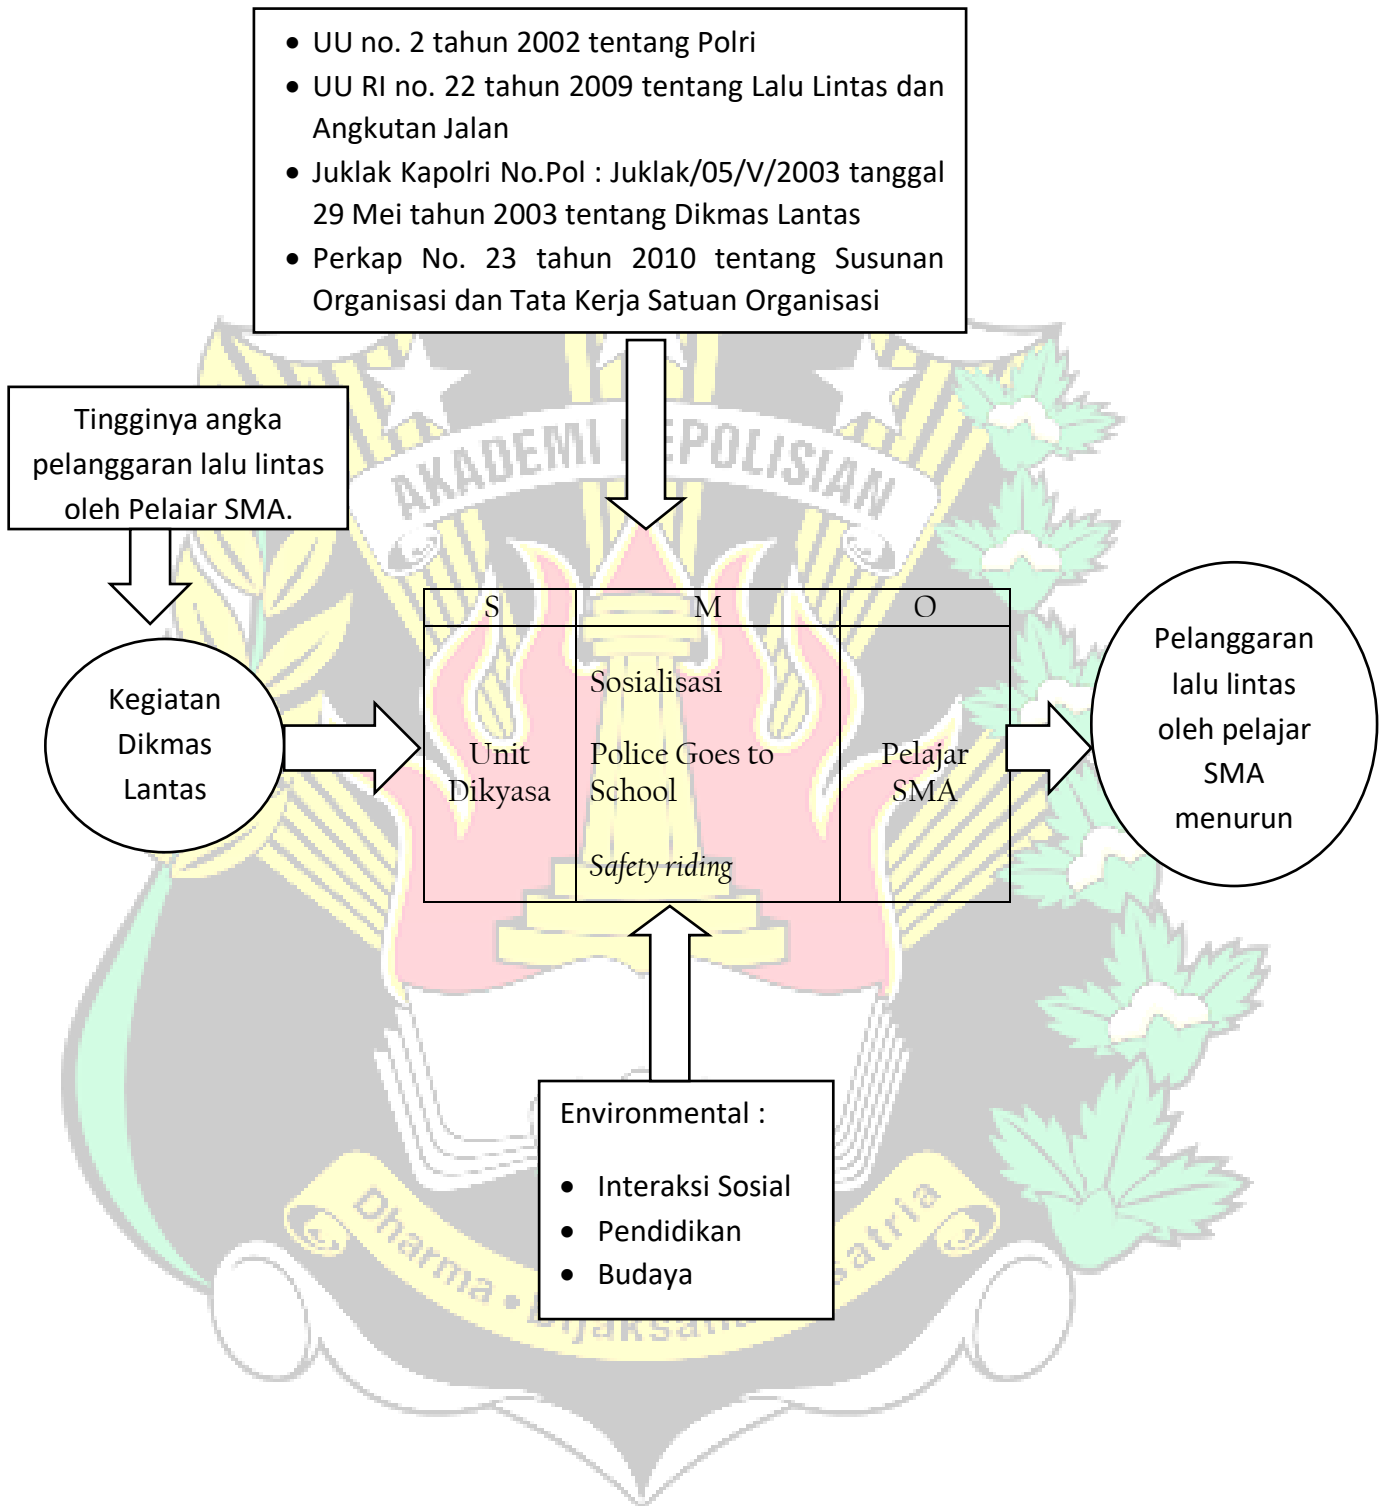 • UU no. 2 tahun 2002 tentang Polri
• UU RI no. 22 tahun 2009 tentang Lalu Lintas dan
Angkutan Jalan
• Juklak Kapolri No.Pol : Juklak/05/V/2003 tanggal
29 Mei tahun 2003 tentang Dikmas Lantas
• Perkap No. 23 tahun 2010 tentang Susunan
Organisasi dan Tata Kerja Satuan Organisasi
Tingginya angka
pelanggaran lalu lintas
oleh Pelaiar SMA.
AKADEMI EPOLISIAN
Kegiatan
Dikmas
Lantas
S
M
O
Unit
Dikyasa
Sosialisasi
Police Goes to
School
Safety riding
Pelajar
SMA
Pelanggaran
lalu lintas
oleh pelajar
SMA
menurun
Environmental :
• Interaksi Sosial
• Pendidikan
• Budaya
Dharma •